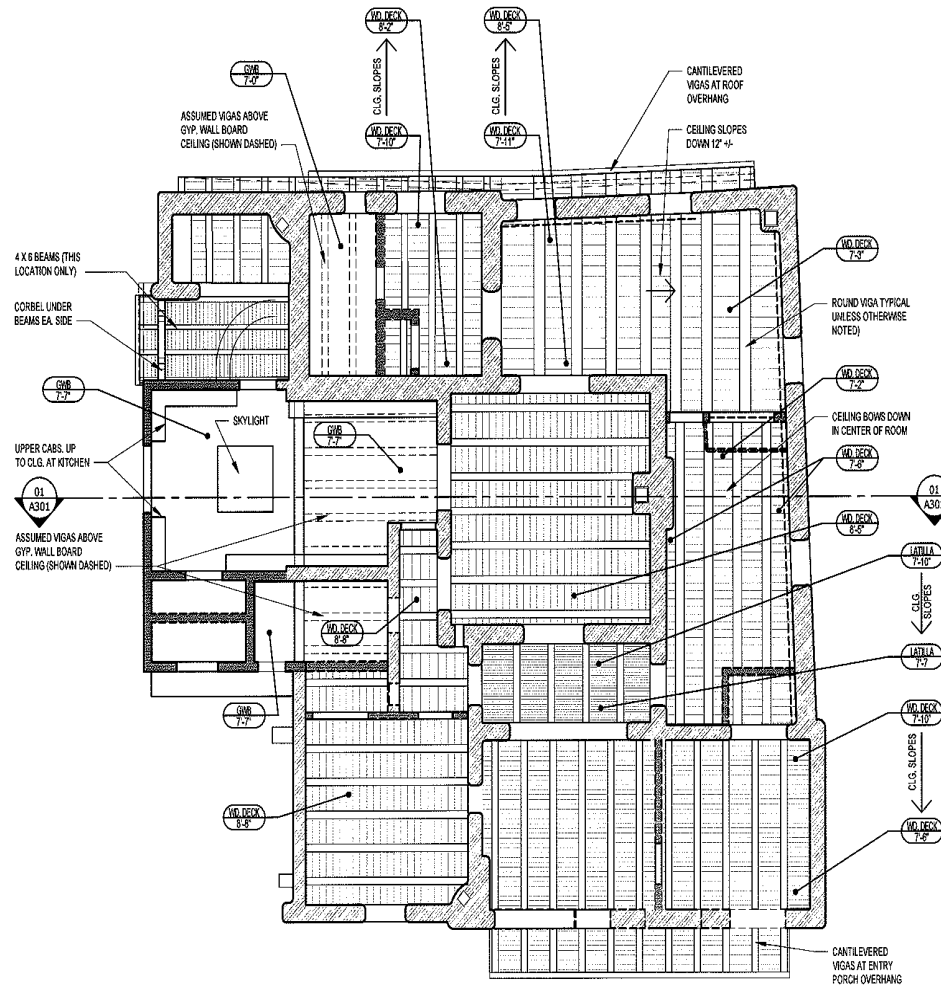 WD. DECK
8'-2"
WD. DECK
8'-5"
CLG. SLOPES
CLG. SLOPES
GWB
7'-0"
CANTILEVERED
VIGAS AT ROOF
OVERHANG
ASSUMED VIGAS ABOVE
GYP. WALL BOARD
CEILING (SHOWN DASHED)
WD. DECK
7'-10"
WD. DECK
7'-11"
CEILING SLOPES
DOWN 12" +/-
4 X 6 BEAMS (THIS
LOCATION ONLY)
WD. DECK
7'-3"
CORBEL UNDER
BEAMS EA. SIDE
ROUND VIGA TYPICAL
UNLESS OTHERWISE
NOTED)
GWB
7'-7"
WD. DECK
7'-2"
SKYLIGHT
GWB
7'-7"
CEILING BOWS DOWN
IN CENTER OF ROOM
UPPER CABS. UP
TO CLG. AT KITCHEN
WD. DECK
7'-6"
01
A301
01
A301
ASSUMED VIGAS ABOVE
GYP. WALL BOARD
CEILING (SHOWN DASHED)
WD. DECK
8'-5"
LATILLA
7'-10"
CLG.
SLOPES
WD. DECK
8'-8"
LATILLA
7'-7
GWB
7'-7"
WD. DECK
7'-10"
CLG. SLOPES
WD. DECK
8'-8"
WD. DECK
7'-6"
CANTILEVERED
VIGAS AT ENTRY
PORCH OVERHANG